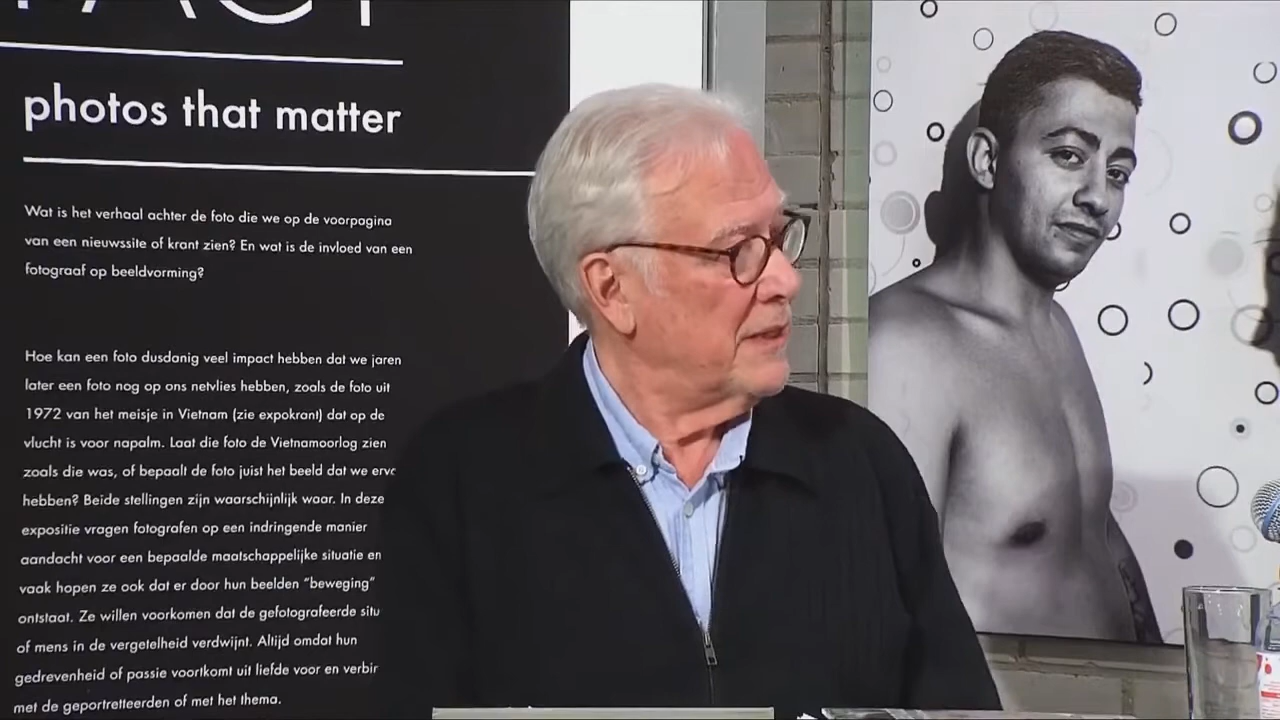 photos that matter
Wat is het verhaal achter de foto die we op de voorpagina
van een nieuwssite of krant zien? En wat is de invloed van een
fotograaf op beeldvorming?
Hoe kan een foto dusdanig veel impact hebben dat we jaren
later een foto nog op ons netvlies hebben, zoals de foto uit
1972 van het meisje in Vietnam (zie expokrant) dat op de
vlucht is voor napalm. Laat die foto de Vietnamoorlog zien
zoals die was, of bepaalt de foto juist het beeld dat we
hebben? Beide stellingen zijn waarschijnlijk waar. In deze
expositie vragen fotografen op een indringende manier
aandacht voor een bepaalde maatschappelijke situatie en
vaak hopen ze ook dat er door hun beelden "beweging"
ontstaat. Ze willen voorkomen dat de gefotografeerde
of mens in de vergetelheid verdwijnt. Altijd omdat hun
gedrevenheid of passie voortkomt uit liefde voor en
met de geportretteerden of met het thema.